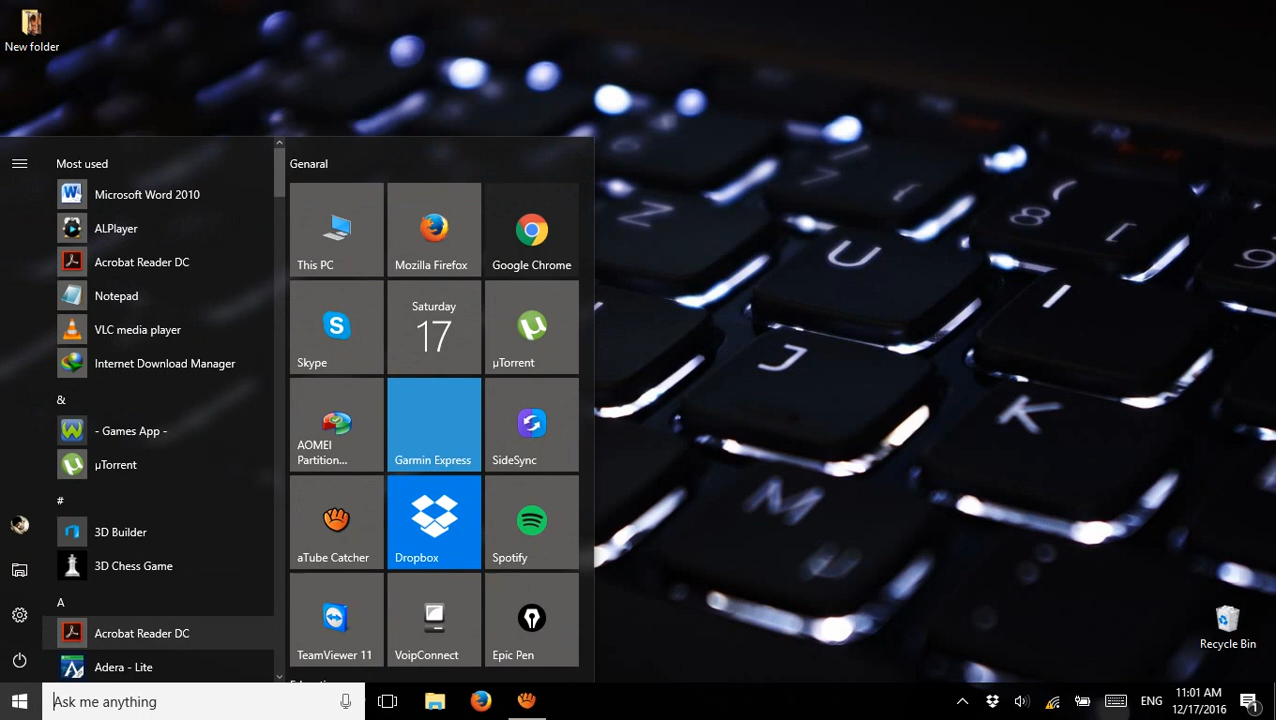 New folder
Most used
Microsoft Word 2010
ALPlayer
Acrobat Reader DC
Notepad
VLC media player
Internet Download Manager
&
- Games App -
µTorrent
#
3D Builder
3D Chess Game
A
Acrobat Reader DC
Adera - Lite
Genaral
This PC
Mozilla Firefox
Google Chrome
Skype
Saturday
17
µTorrent
AOMEI
Partition...
Garmin Express
SideSync
aTube Catcher
Dropbox
Spotify
TeamViewer 11
VoipConnect
Epic Pen
Z
U
I
J
K
M
8
9
Recycle Bin
Ask me anything
ENG
11:01 AM
12/17/2016
1